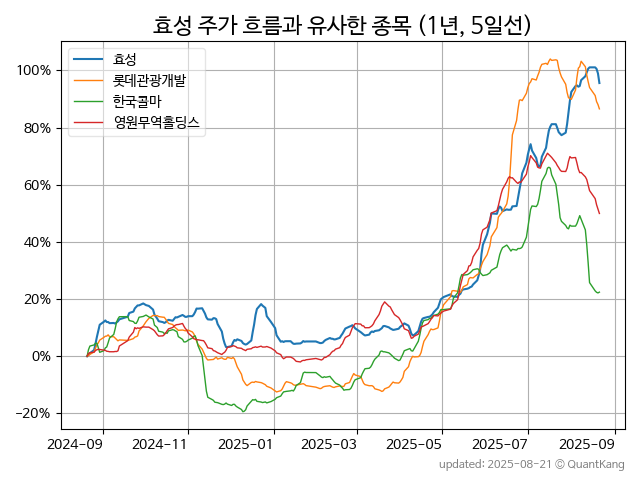 효성 주가 흐름과 유사한 종목 (1년, 5일선)
효성
롯데관광개발
한국콜마
영원무역홀딩스
100%
80%
60%
40%
20%
0%
−20%
2024-09
2024-11
2025-01
2025-03
2025-05
2025-07
2025-09
updated: 2025-08-21 © QuantKang